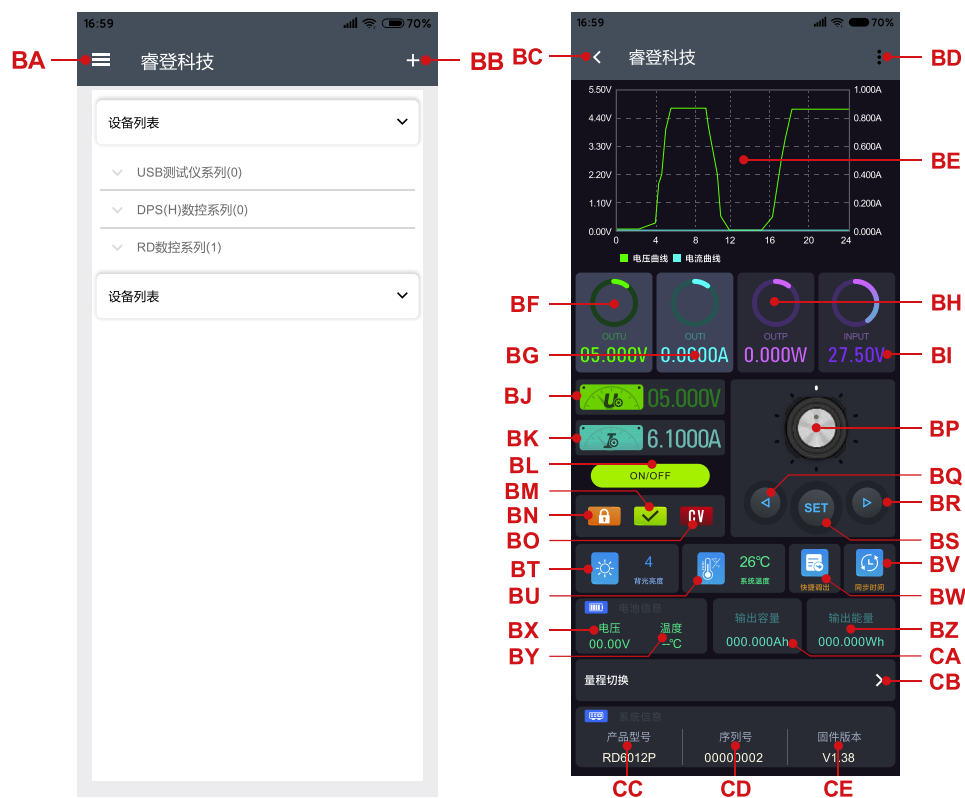 16:59
70%
BA
睿登科技
+
BB
设备列表
USB测试仪系列(0)
DPS(H)数控系列(0)
RD数控系列(1)
设备列表
16:59
70%
BC
睿登科技
BD
5.50V
1.000A
4.40V
0.800A
3.30V
0.600A
BE
2.20V
0.400A
1.10V
0.200A
0.00V
0.000A
0 4 8 12 16 20 24
电压曲线 电流曲线
BF
BH
OUTU OUTI OUTP INPUT
BG
05.000V 0.0000A 0.000W 27.50V
BI
BJ
05.000V
BK
6.1000A
BP
BL
ON/OFF
BQ
BM
BR
BN
CV
SET
BO
BS
BT
4
背光亮度
26℃
系统温度
快捷调出
同步时间
BV
BU
BW
电池信息
输出容量
输出能量
BX
电压
温度
BZ
00.00V
--℃
000.000Ah
000.000Wh
BY
CA
量程切换
CB
系统信息
产品型号 序列号 固件版本
RD6012P 00000002 V1.38
CC CD CE